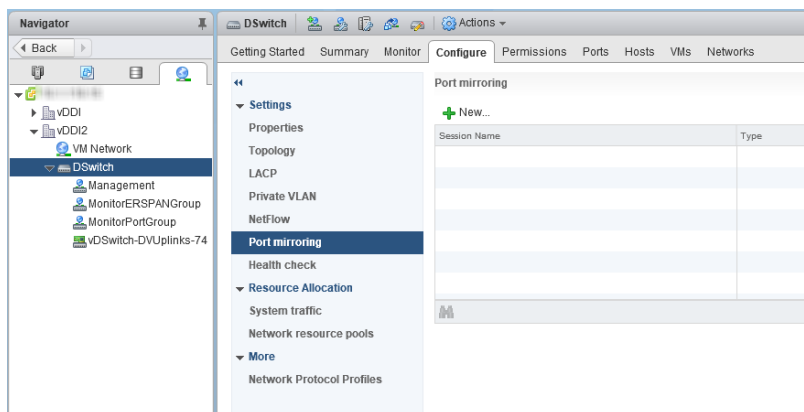 Navigator
Back
vDDI
vDDI2
VM Network
DSwitch
Management
MonitorERSPANGroup
MonitorPortGroup
vDSwitch-DVUplinks-74
DSwitch
Actions
Getting Started Summary Monitor Configure Permissions Ports Hosts VMs Networks
Settings
Properties
Topology
LACP
Private VLAN
NetFlow
Port mirroring
Health check
Resource Allocation
System traffic
Network resource pools
More
Network Protocol Profiles
Port mirroring
New...
Session Name Type